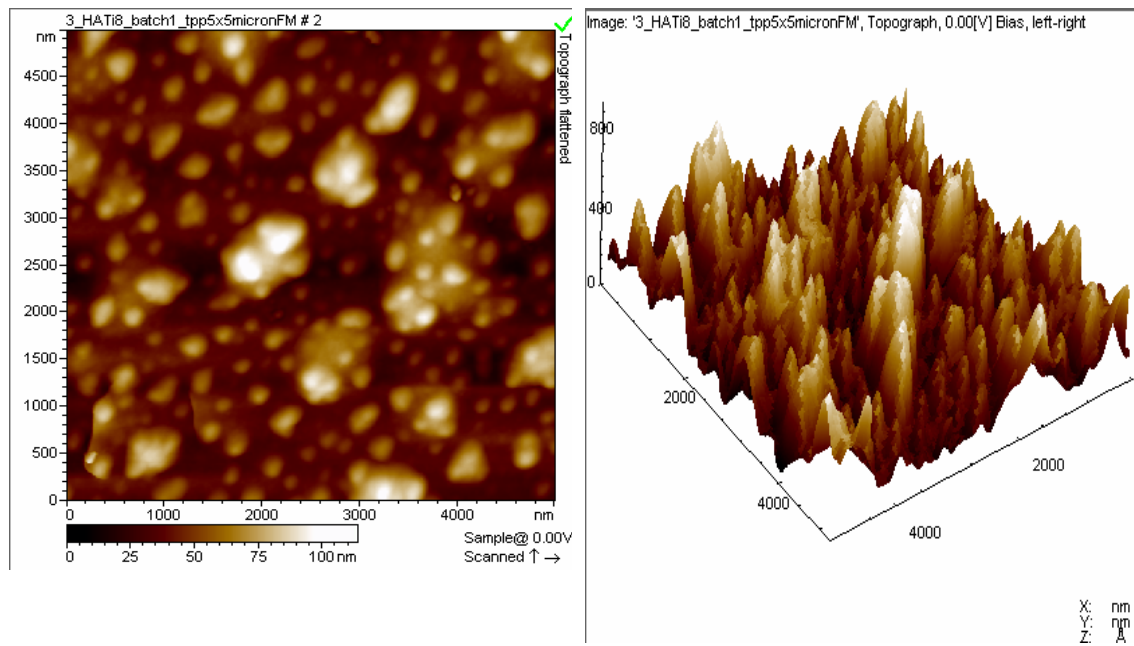 3_HATi8_batch1_tpp5x5micronFM # 2
nm
4500
4000
3500
3000
2500
2000
1500
1000
500
0
0 1000 2000 3000 4000 nm
Topograph flattened
0 25 50 75 100 nm
Sample@ 0.00V
Scanned ↑ →
Image: '3_HATi8_batch1_tpp5x5micronFM', Topograph, 0.00[V] Bias, left-right
800
400
0
2000
4000
2000
4000
X: nm
Y: nm
Z: Å